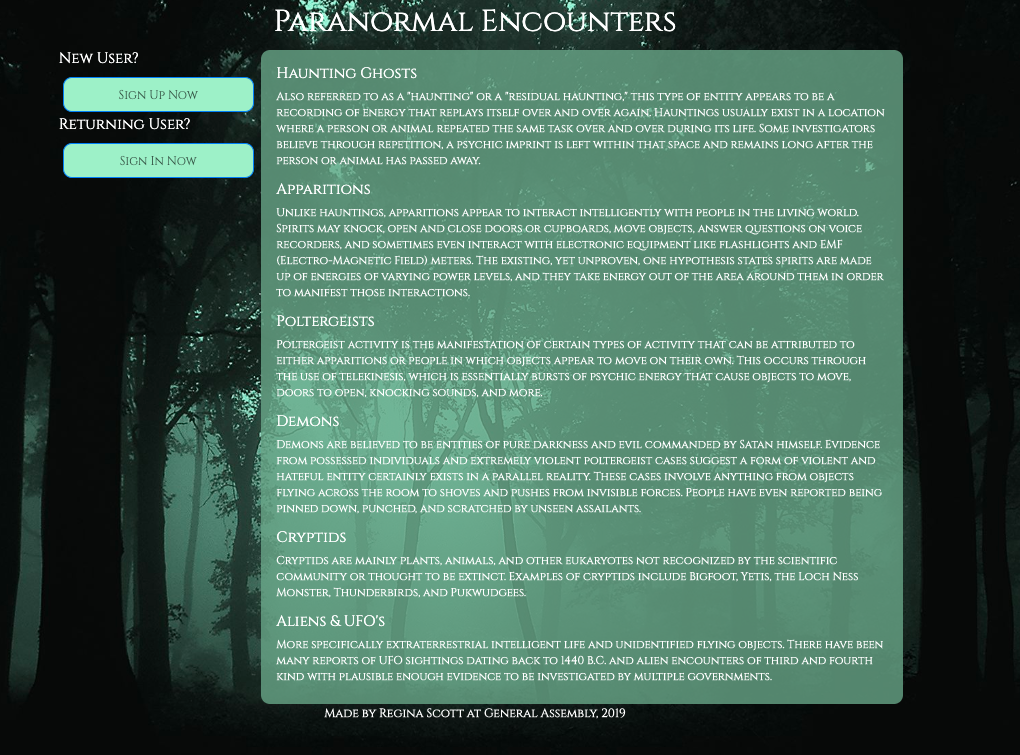 Paranormal Encounters
New User?
Sign Up Now
Returning User?
Sign In Now
Haunting Ghosts
Also referred to as a "haunting" or a "residual haunting," this type of entity appears to be a
recording of energy that replays itself over and over again. Hauntings usually exist in a location
where a person or animal repeated the same task over and over during its life. Some investigators
believe through repetition, a psychic imprint is left within that space and remains long after the
person or animal has passed away.
Apparitions
Unlike hauntings, apparitions appear to interact intelligently with people in the living world.
Spirits may knock, open and close doors or cupboards, move objects, answer questions on voice
recorders, and sometimes even interact with electronic equipment like flashlights and EMF
(Electro-Magnetic Field) meters. The existing, yet unproven, one hypothesis states spirits are made
up of energies of varying power levels, and they take energy out of the area around them in order
to manifest those interactions.
Poltergeists
Poltergeist activity is the manifestation of certain types of activity that can be attributed to
either apparitions or people in which objects appear to move on their own. This occurs through
the use of telekinesis, which is essentially bursts of psychic energy that cause objects to move,
doors to open, knocking sounds, and more.
Demons
Demons are believed to be entities of pure darkness and evil commanded by Satan himself. Evidence
from possessed individuals and extremely violent poltergeist cases suggest a form of violent and
hateful entity certainly exists in a parallel reality. These cases involve anything from objects
flying across the room to shoves and pushes from invisible forces. People have even reported being
pinned down, punched, and scratched by unseen assailants.
Cryptids
Cryptids are mainly plants, animals, and other eukaryotes not recognized by the scientific
community or thought to be extinct. Examples of cryptids include Bigfoot, Yetis, the Loch Ness
Monster, Thunderbirds, and Pukwudgees.
Aliens & UFO's
More specifically extraterrestrial intelligent life and unidentified flying objects. There have been
many reports of UFO sightings dating back to 1440 B.C. and alien encounters of third and fourth
kind with plausible enough evidence to be investigated by multiple governments.
Made by Regina Scott at General Assembly, 2019